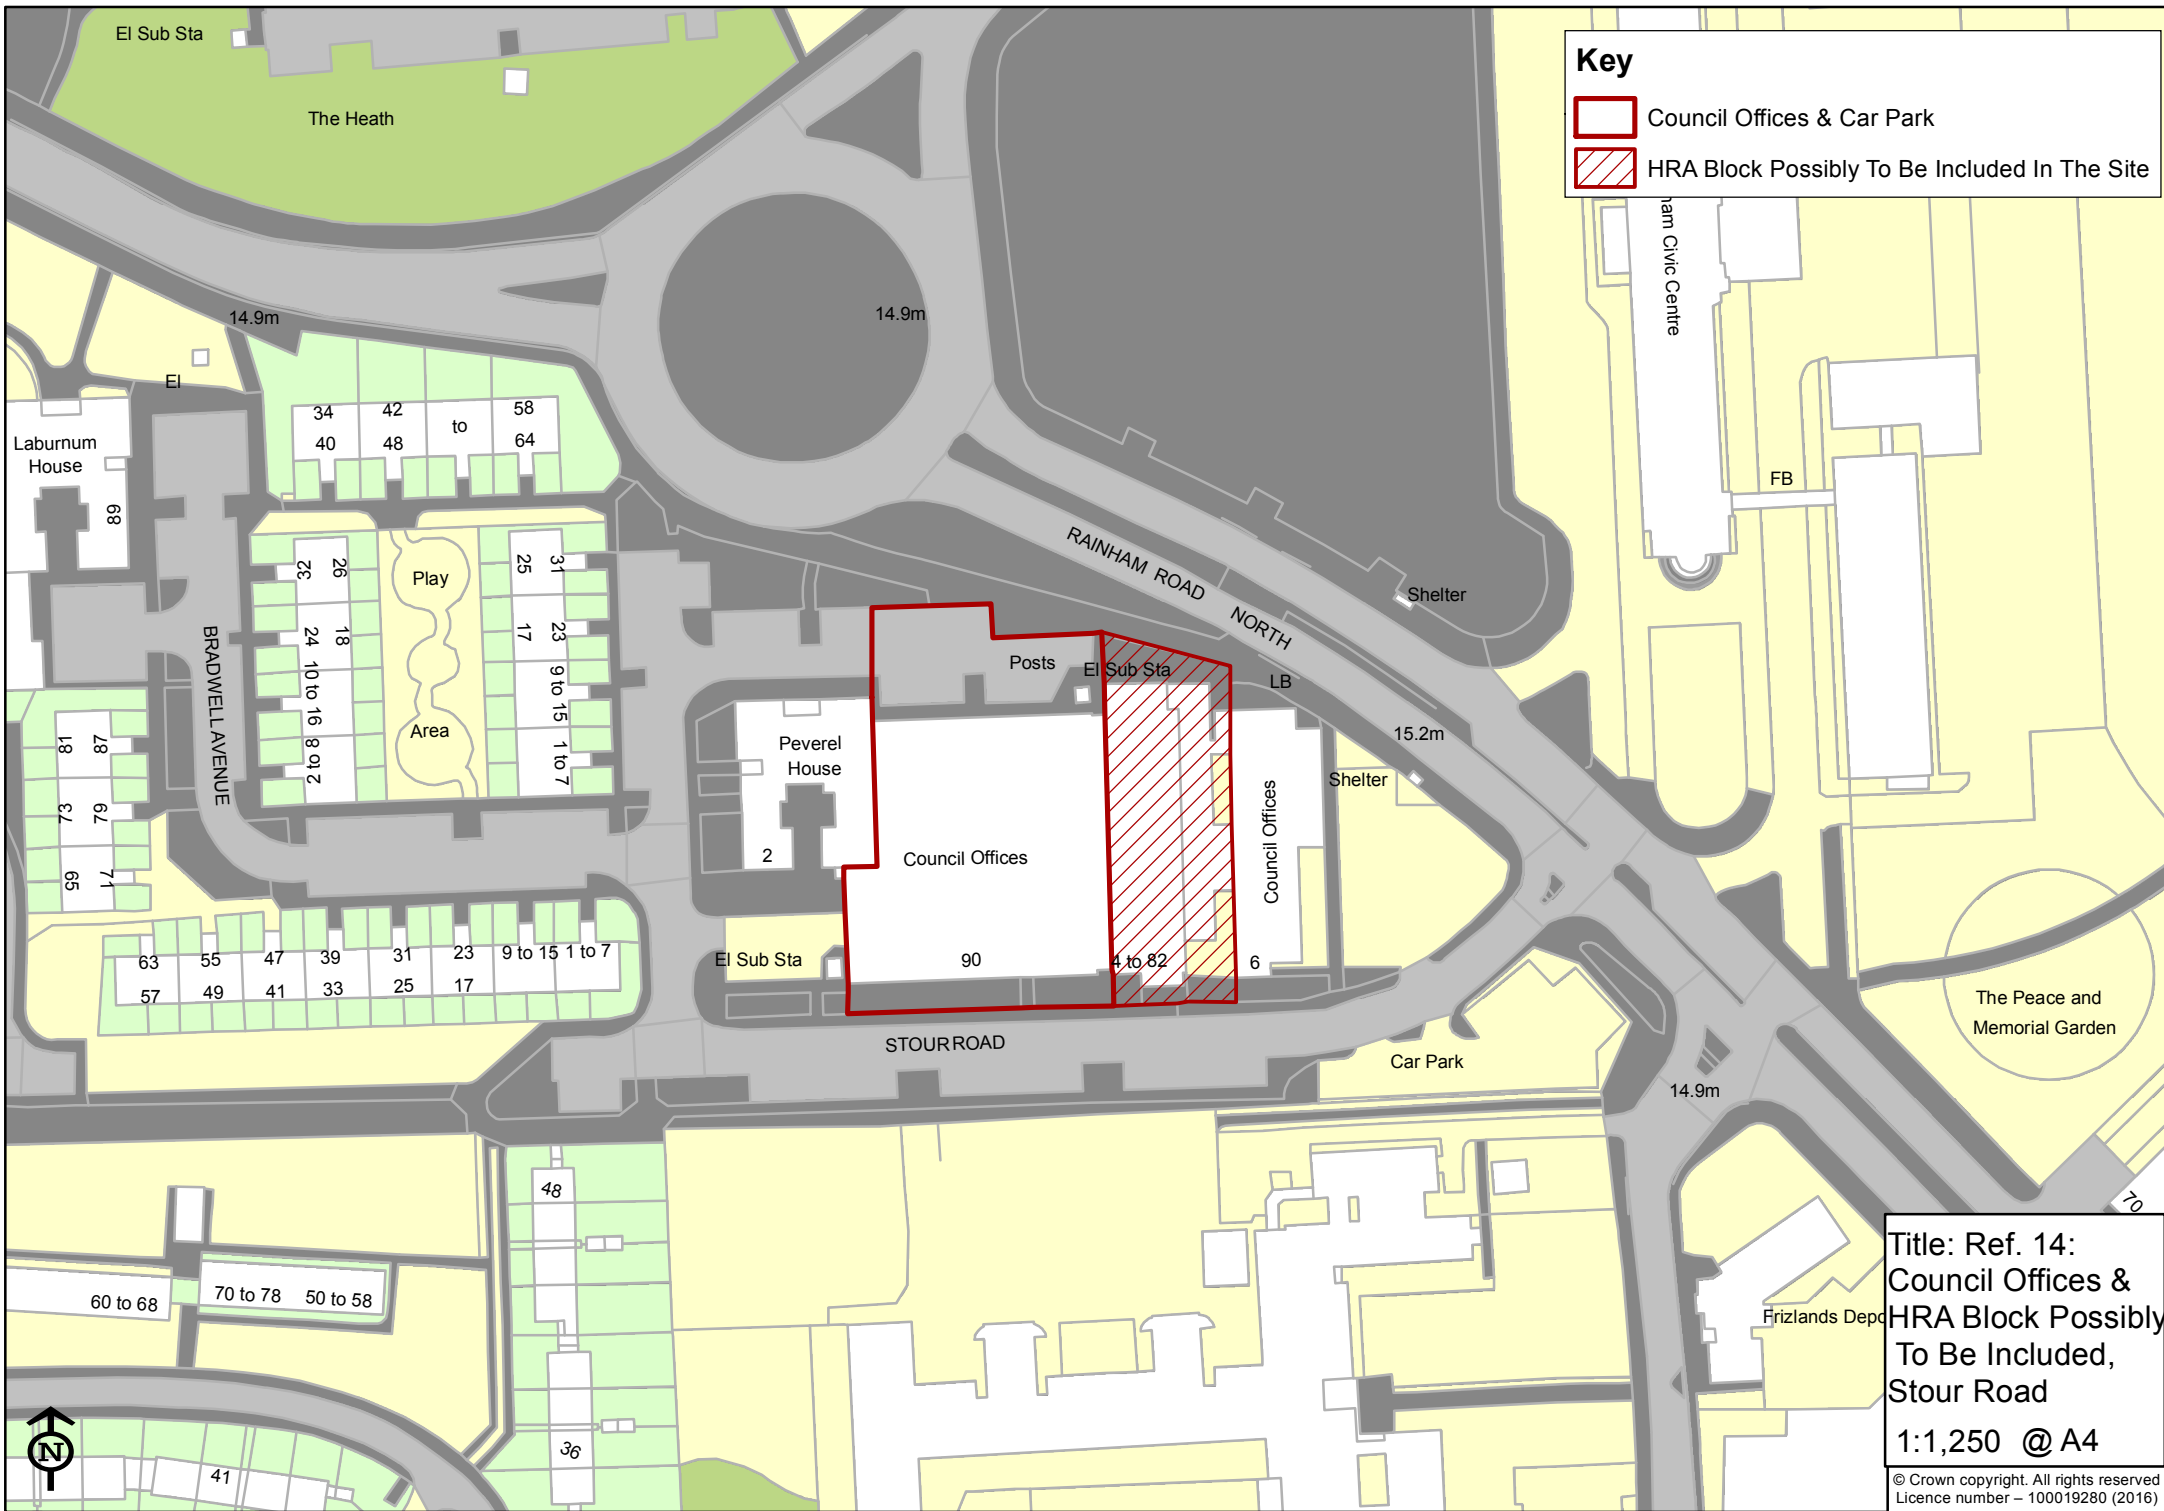 El Sub Sta
The Heath
Key
Council Offices & Car Park
HRA Block Possibly To Be Included In The Site
ham Civic Centre
14.9m
14.9m
El
Laburnum
House
68
34
42
to
58
40
48
64
FB
32
26
Play
25
31
RAINHAM ROAD NORTH
Shelter
24
18
17
23
BRADWELL AVENUE
10 to 16
9 to 15
Posts
El Sub Sta
LB
Area
8 to 2
1 to 7
81
87
73
79
65
71
Peverel
House
2
15.2m
Shelter
Council Offices
Council Offices
63
55
47
39
31
23
9 to 15
1 to 7
57
49
41
33
25
17
El Sub Sta
90
4 to 82
6
The Peace and
Memorial Garden
STOUR ROAD
Car Park
14.9m
48
70
60 to 68
70 to 78
50 to 58
Frizlands Depo
36
41
N
Title: Ref. 14:
Council Offices &
HRA Block Possibly
To Be Included,
Stour Road
1:1,250 @ A4
© Crown copyright. All rights reserved
Licence number – 100019280 (2016)